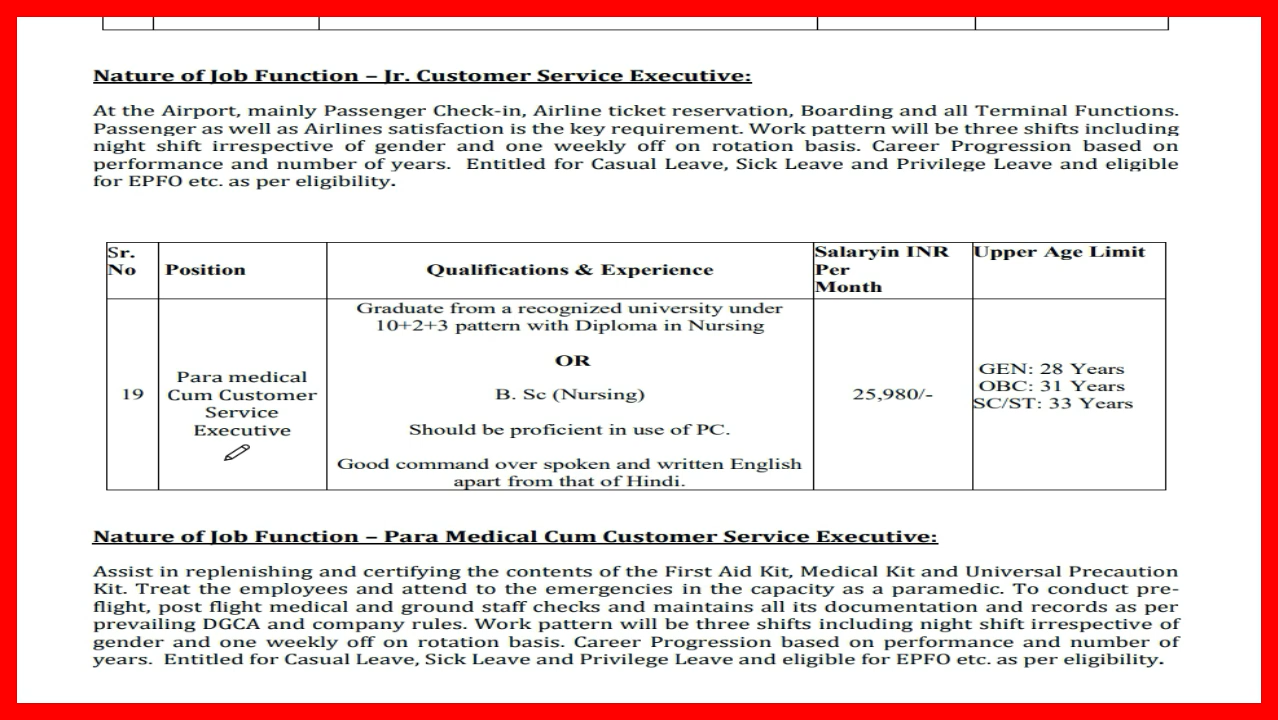 Nature of Job Function – Jr. Customer Service Executive:
At the Airport, mainly Passenger Check-in, Airline ticket reservation, Boarding and all Terminal Functions.
Passenger as well as Airlines satisfaction is the key requirement. Work pattern will be three shifts including
night shift irrespective of gender and one weekly off on rotation basis. Career Progression based on
performance and number of years.  Entitled for Casual Leave, Sick Leave and Privilege Leave and eligible
for EPFO etc. as per eligibility.
Sr.
No
Position
Qualifications & Experience
Salaryin INR
Per
Month
Upper Age Limit
19
Para medical
Cum Customer
Service
Executive
Graduate from a recognized university under
10+2+3 pattern with Diploma in Nursing
OR
B. Sc (Nursing)
Should be proficient in use of PC.
Good command over spoken and written English
apart from that of Hindi.
25,980/-
GEN: 28 Years
OBC: 31 Years
SC/ST: 33 Years
Nature of Job Function – Para Medical Cum Customer Service Executive:
Assist in replenishing and certifying the contents of the First Aid Kit, Medical Kit and Universal Precaution
Kit. Treat the employees and attend to the emergencies in the capacity as a paramedic. To conduct pre-
flight, post flight medical and ground staff checks and maintains all its documentation and records as per
prevailing DGCA and company rules. Work pattern will be three shifts including night shift irrespective of
gender and one weekly off on rotation basis. Career Progression based on performance and number of
years.  Entitled for Casual Leave, Sick Leave and Privilege Leave and eligible for EPFO etc. as per eligibility.